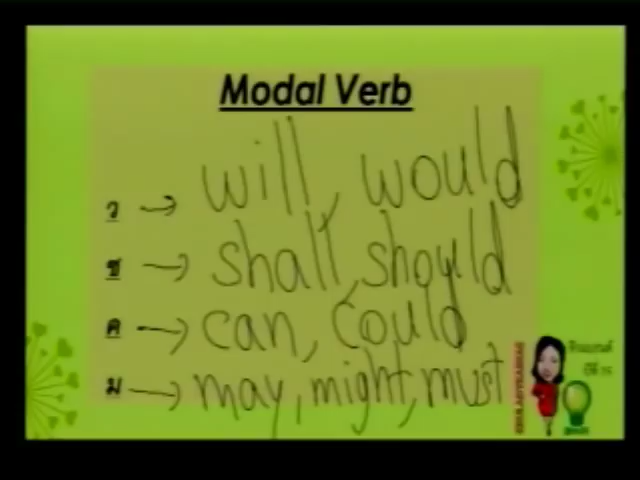 Modal Verb
ว → will, would
ช → shall, should
ค → can, could
ม → may, might, must